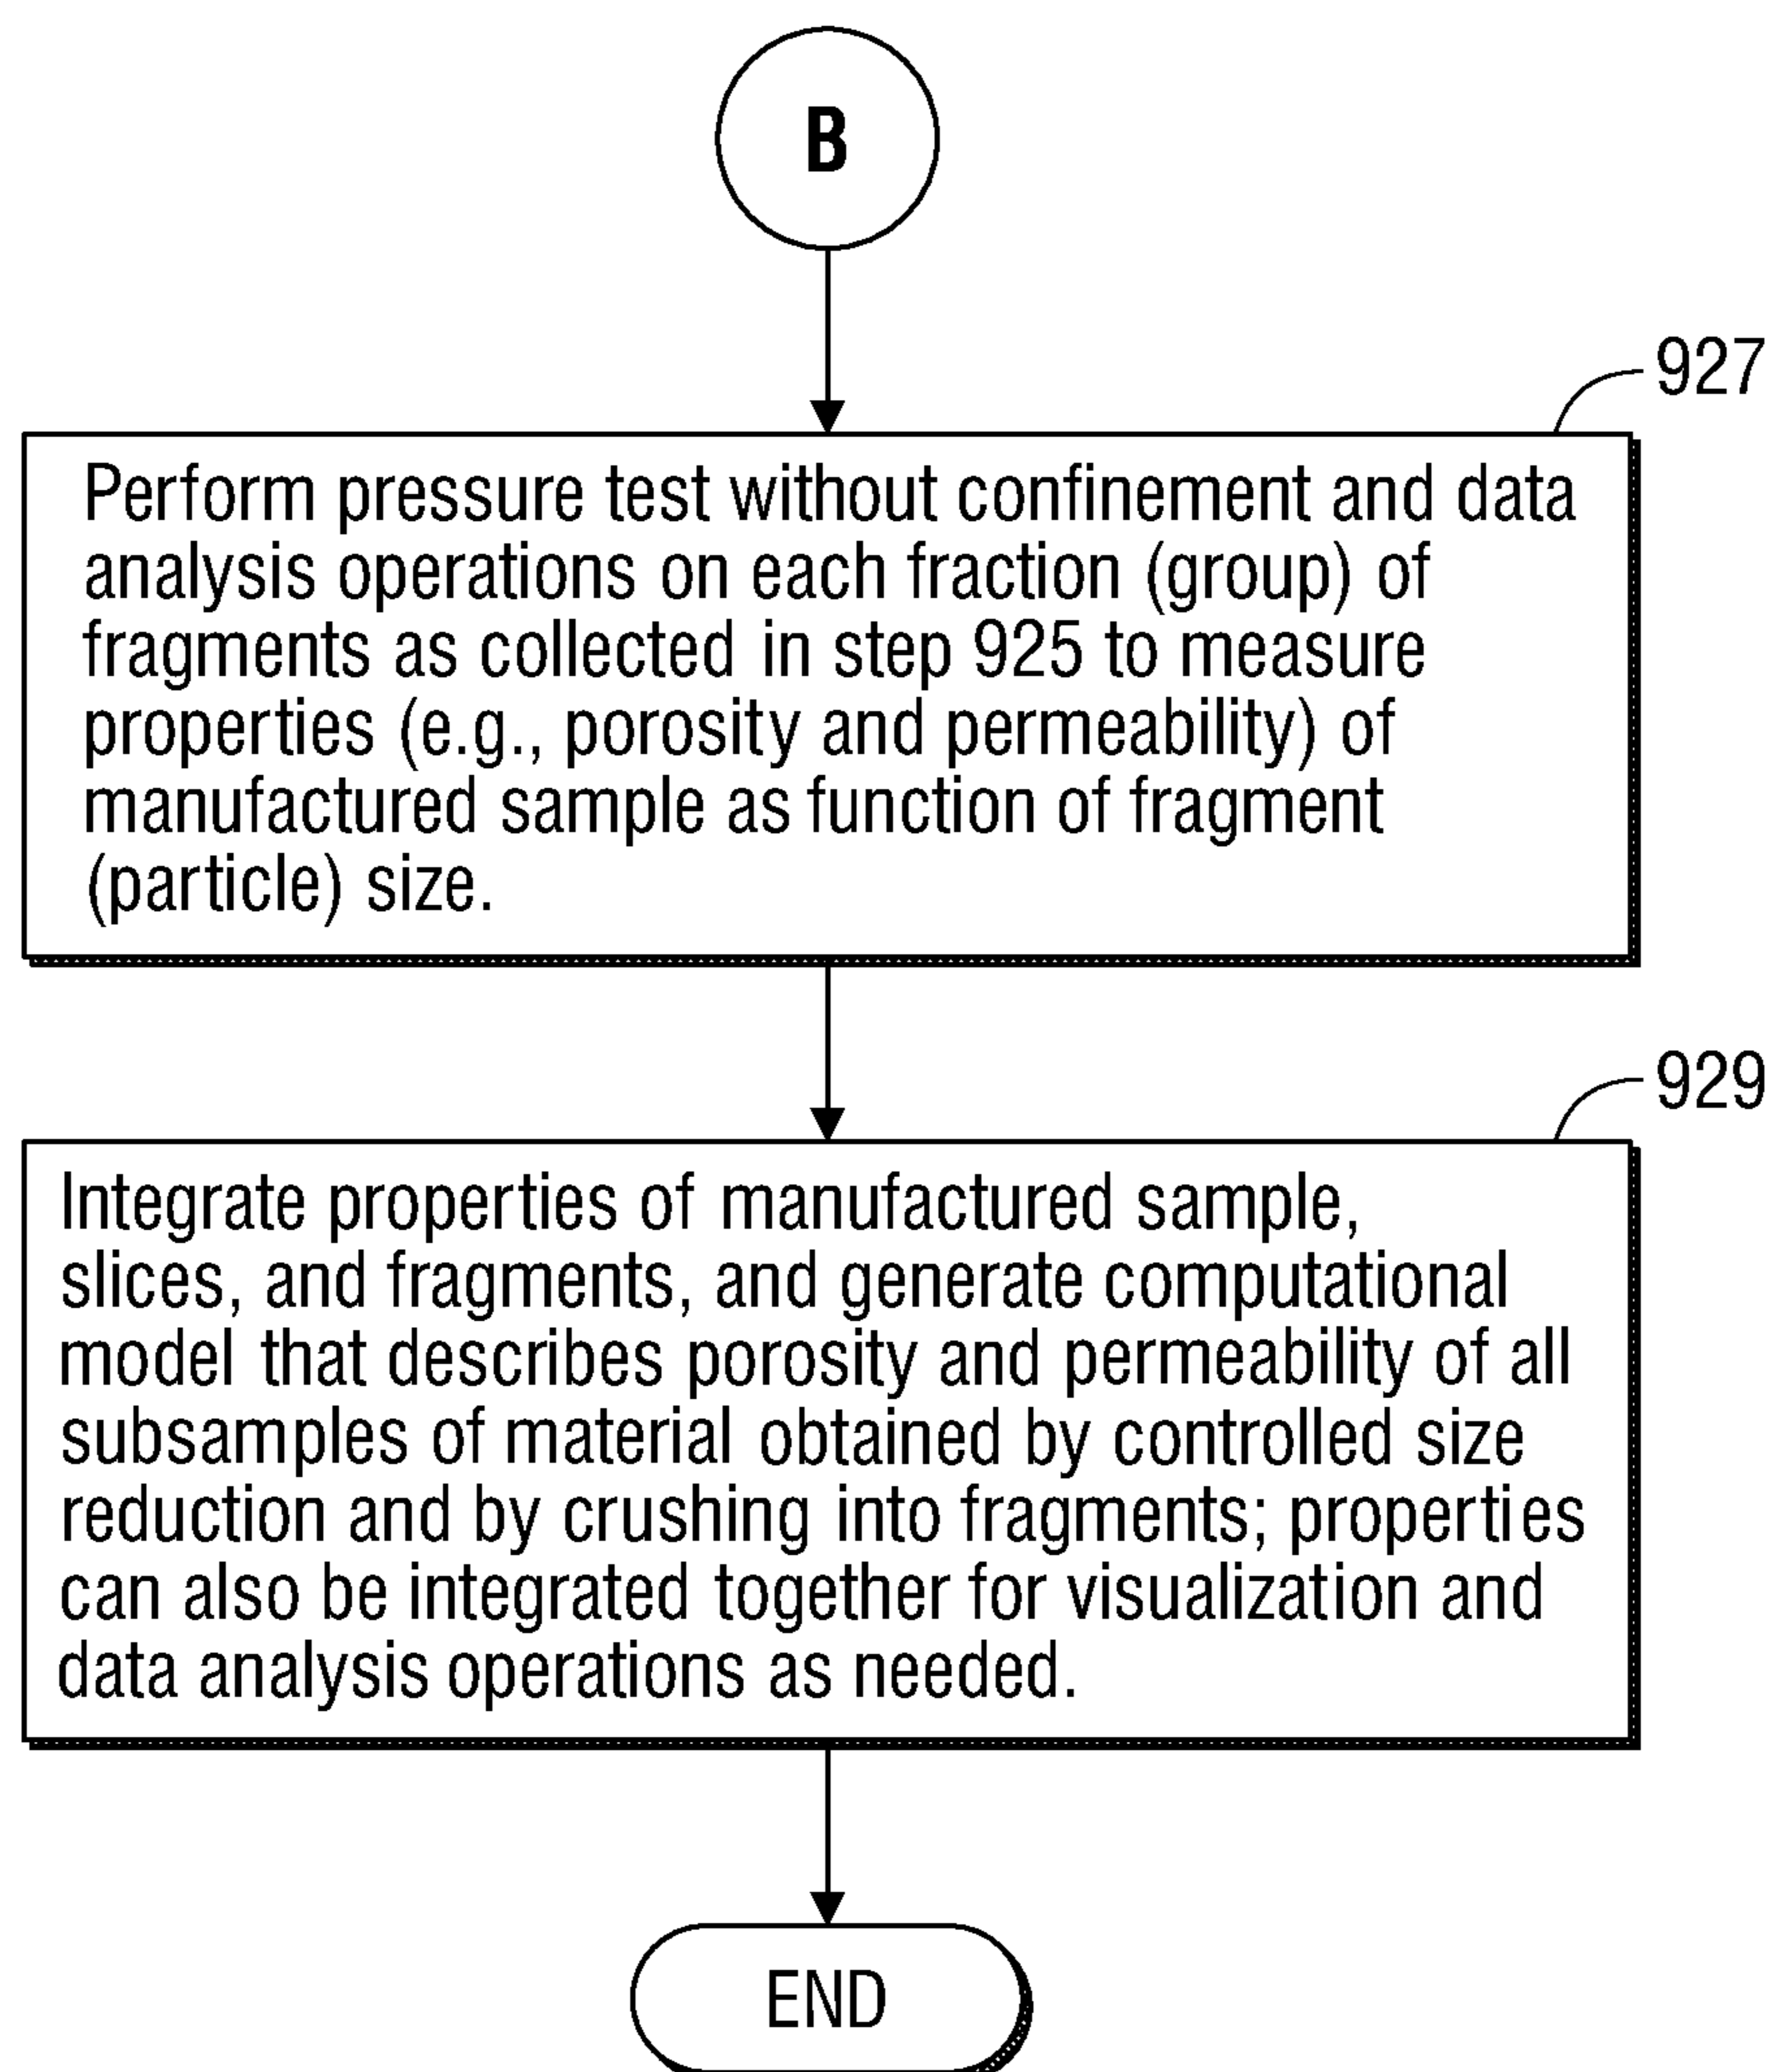 B
927
Perform pressure test without confinement and data
analysis operations on each fraction (group) of
fragments as collected in step 925 to measure
properties (e.g., porosity and permeability) of
manufactured sample as function of fragment
(particle) size.
929
Integrate properties of manufactured sample,
slices, and fragments, and generate computational
model that describes porosity and permeability of all
subsamples of material obtained by controlled size
reduction and by crushing into fragments; properties
can also be integrated together for visualization and
data analysis operations as needed.
END